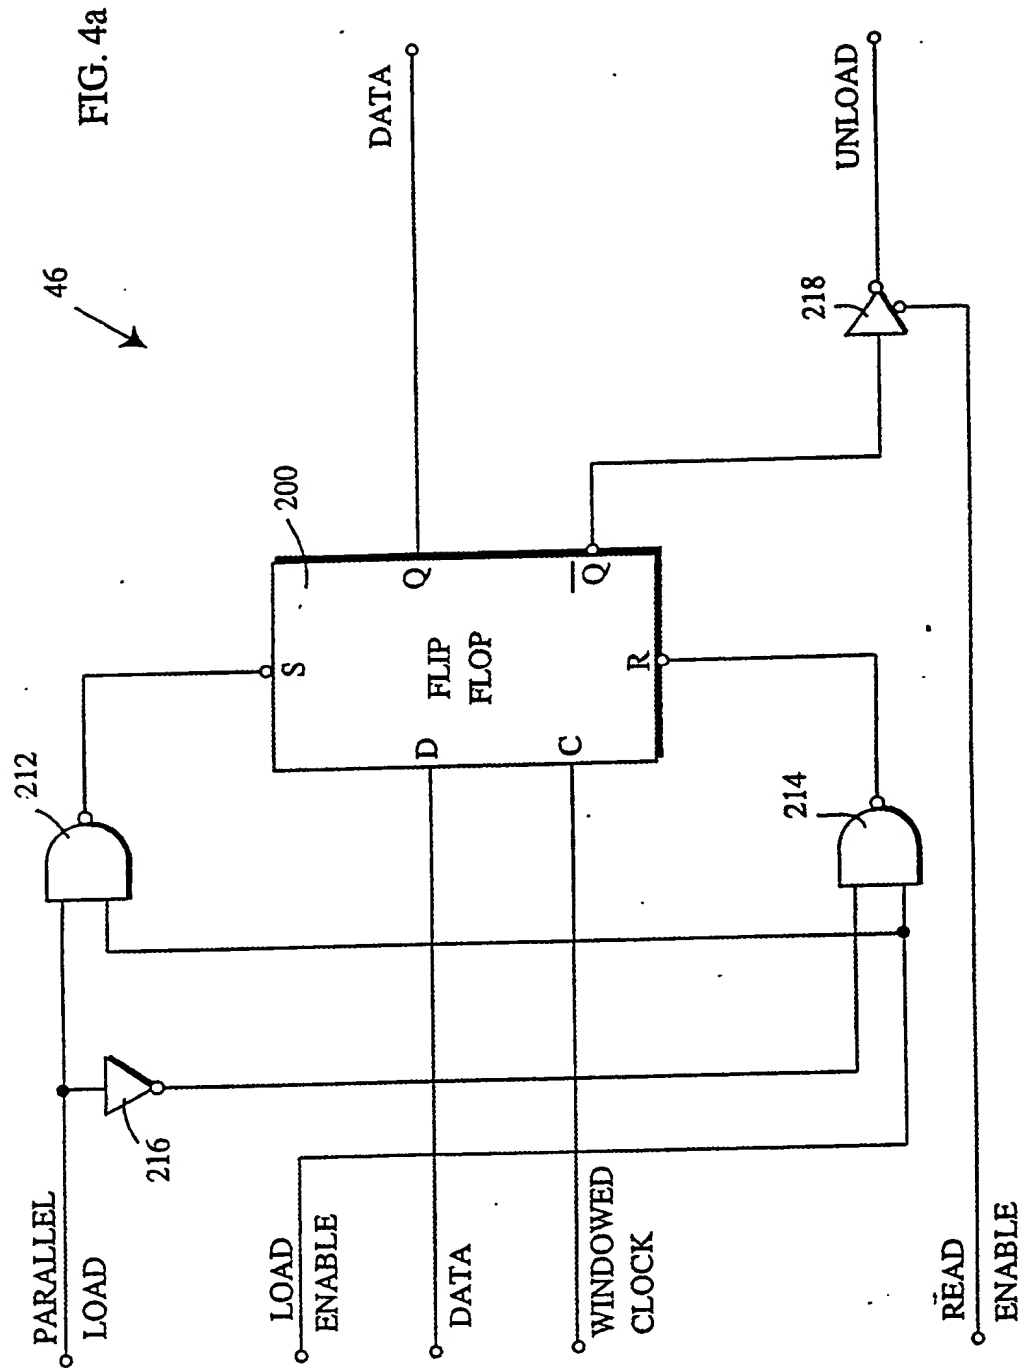 FIG. 4a
46
PARALLEL
LOAD
212
216
LOAD
ENABLE
200
S
FLIP
FLOP
D
Q
DATA
DATA
C
Q
R
WINDOWED
CLOCK
214
218
UNLOAD
READ
ENABLE